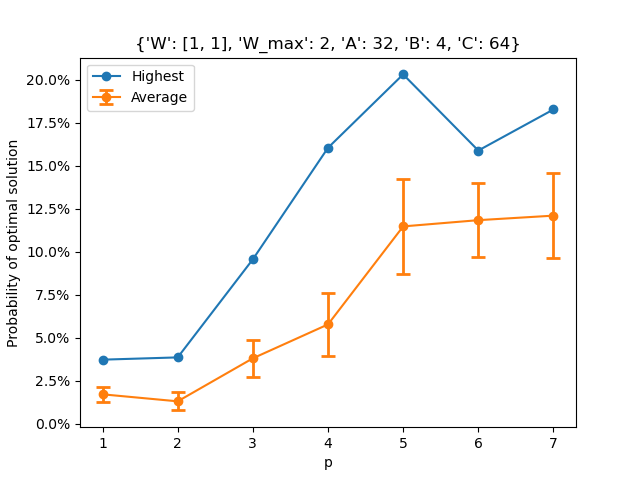 {'W': [1, 1], 'W_max': 2, 'A': 32, 'B': 4, 'C': 64}
Highest
Average
Probability of optimal solution
20.0%
17.5%
15.0%
12.5%
10.0%
7.5%
5.0%
2.5%
0.0%
1 2 3 4 5 6 7
p